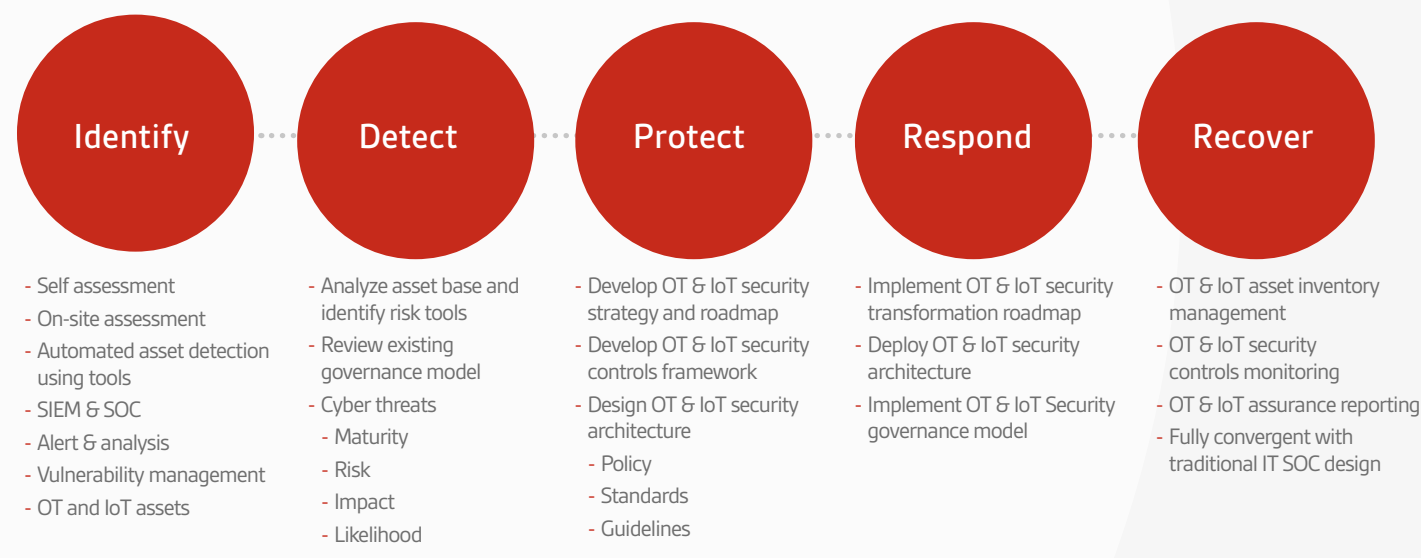 Identify
- Self assessment
- On-site assessment
- Automated asset detection
using tools
- SIEM & SOC
- Alert & analysis
- Vulnerability management
- OT and IoT assets
Detect
- Analyze asset base and
identify risk tools
- Review existing
governance model
- Cyber threats
- Maturity
- Risk
- Impact
- Likelihood
Protect
- Develop OT & IoT security
strategy and roadmap
- Develop OT & IoT security
controls framework
- Design OT & IoT security
architecture
- Policy
- Standards
- Guidelines
Respond
- Implement OT & IoT security
transformation roadmap
- Deploy OT & IoT security
architecture
- Implement OT & IoT Security
governance model
Recover
- OT & IoT asset inventory
management
- OT & IoT security
controls monitoring
- OT & IoT assurance reporting
- Fully convergent with
traditional IT SOC design